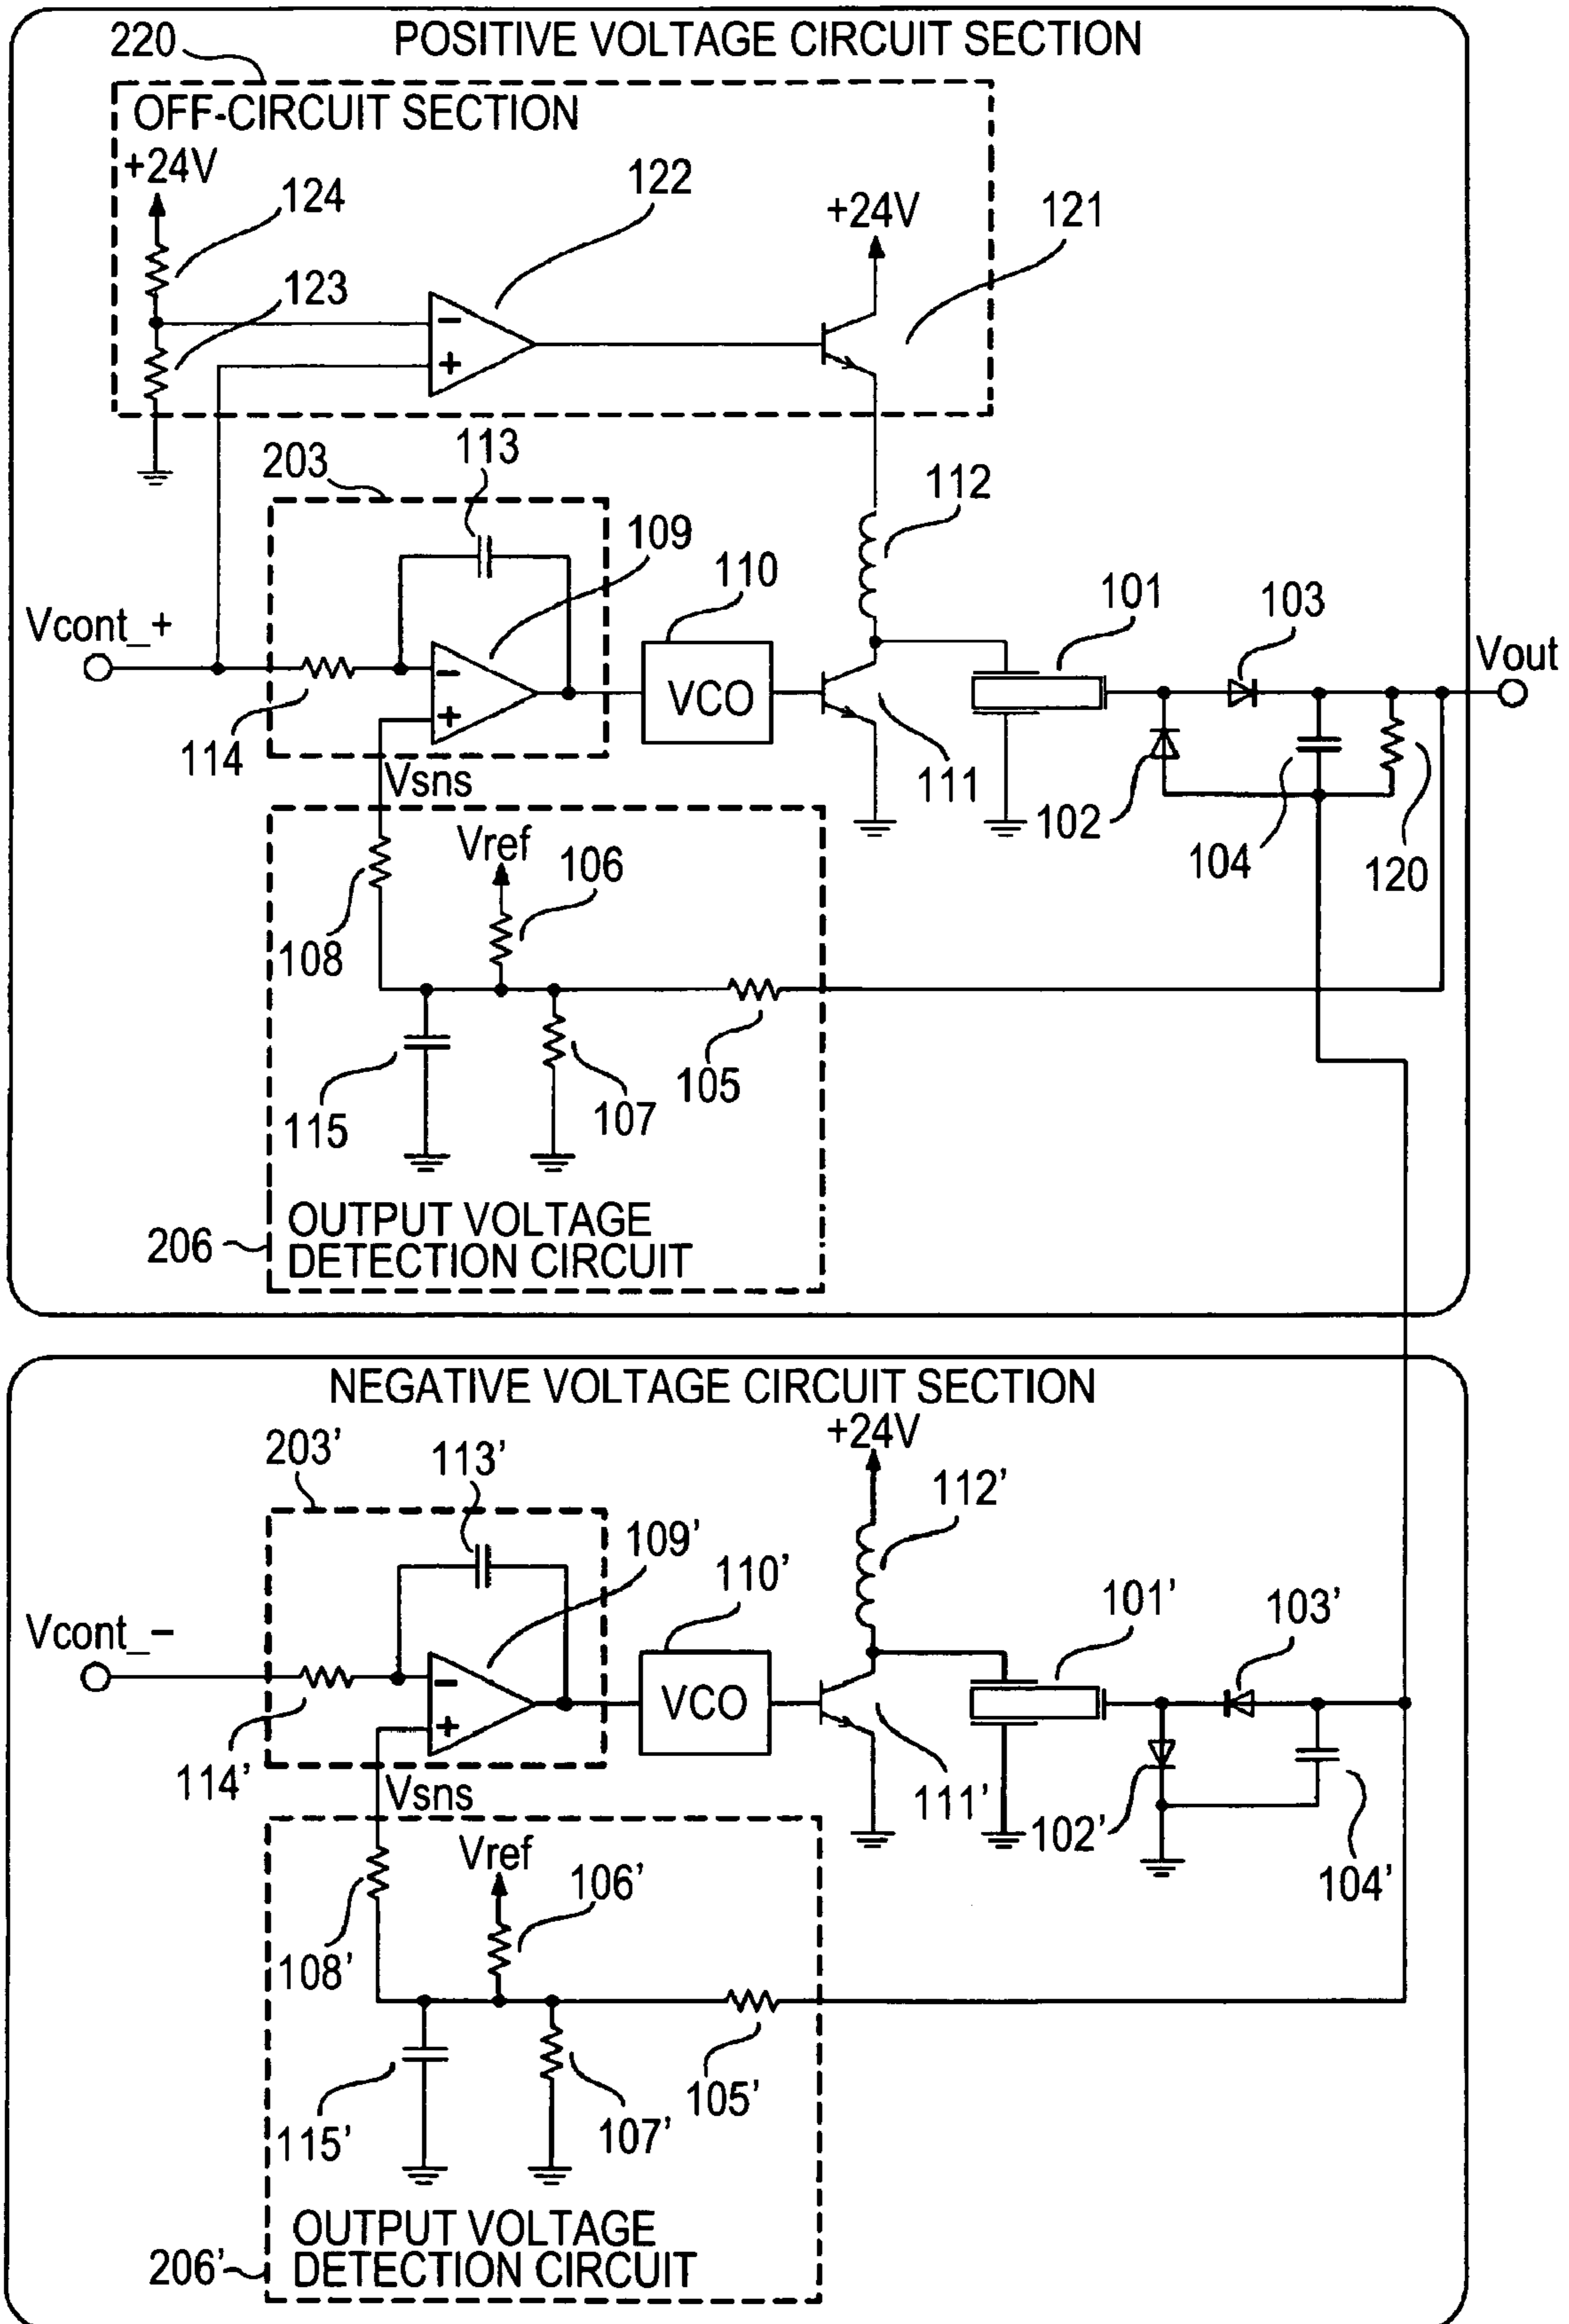 POSITIVE VOLTAGE CIRCUIT SECTION
220
OFF-CIRCUIT SECTION
+24V
124
122
+24V
121
123
−
+
203
113
109
112
110
101
103
Vcont_+
Vout
−
+
VCO
114
Vsns
111
102
104
120
Vref
106
108
105
115
107
OUTPUT VOLTAGE
DETECTION CIRCUIT
206
NEGATIVE VOLTAGE CIRCUIT SECTION
+24V
203'
113'
112'
109'
110'
101'
103'
Vcont_−
−
+
VCO
114'
Vsns
111'
102'
104'
Vref
106'
108'
105'
115'
107'
OUTPUT VOLTAGE
DETECTION CIRCUIT
206'